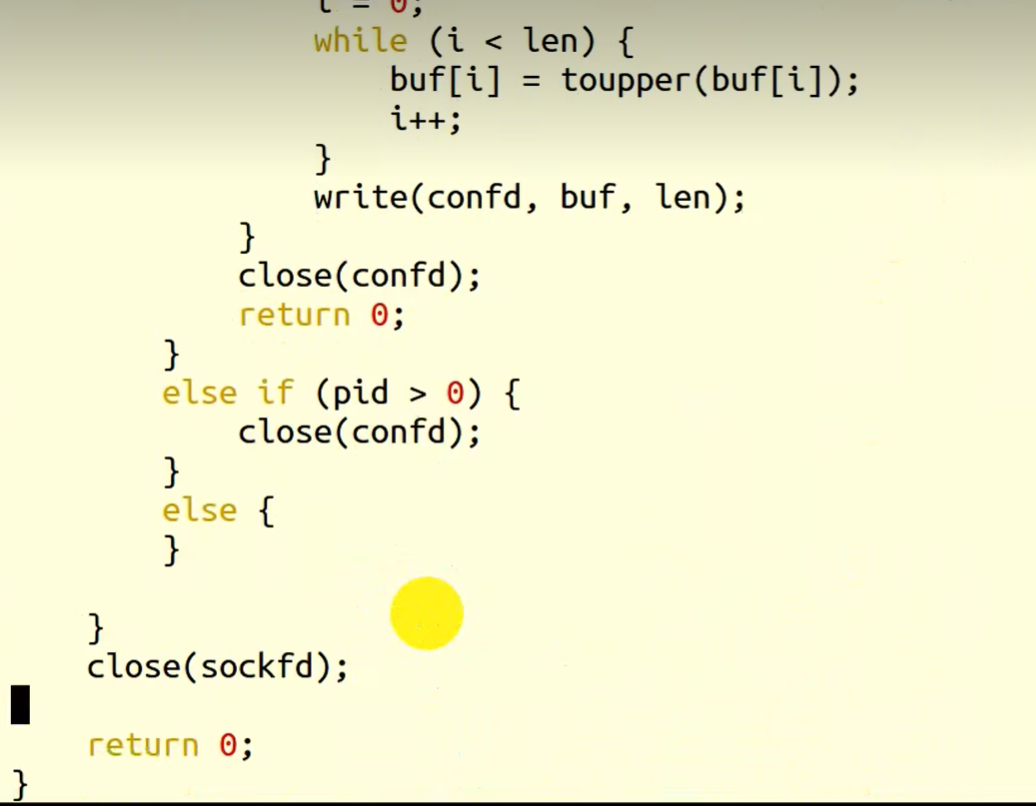 i = 0;
while (i < len) {
buf[i] = toupper(buf[i]);
i++;
}
write(confd, buf, len);
}
close(confd);
return 0;
}
else if (pid > 0) {
close(confd);
}
else {
}
}
close(sockfd);
return 0;
}